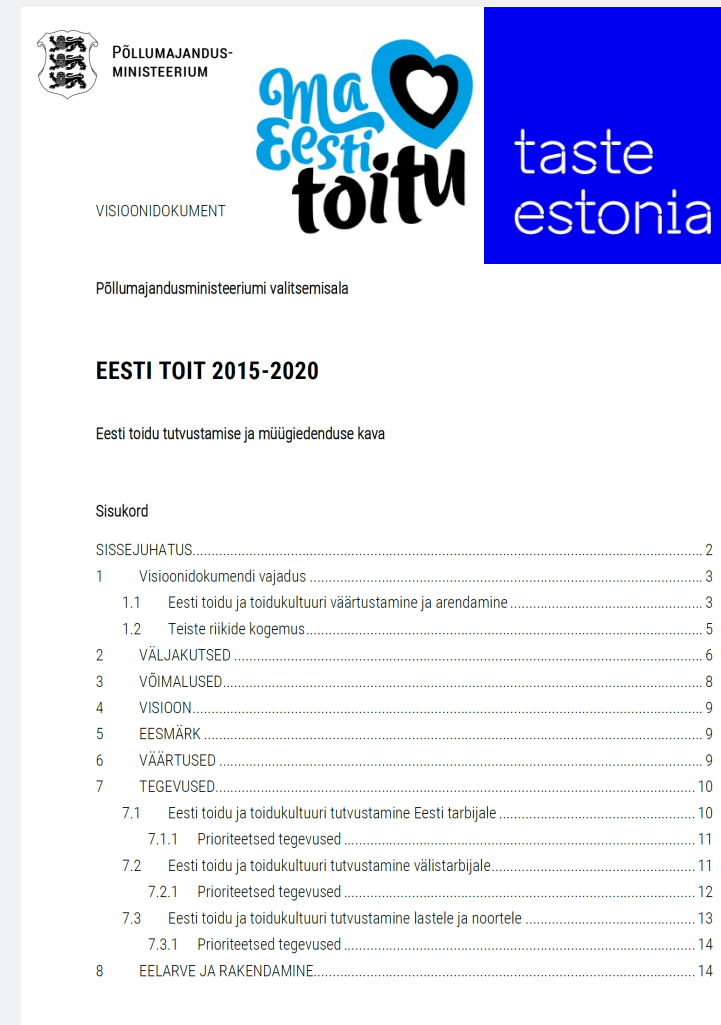 PÕLLUMAJANDUS-
MINISTEERIUM
Ma
Eesti
toitu
taste
estonia
VISIOONIDOKUMENT
Põllumajandusministeeriumi valitsemisala
EESTI TOIT 2015-2020
Eesti toidu tutvustamise ja müügiedenduse kava
Sisukord
SISSEJUHATUS 2
1 Visioonidokumendi vajadus 3
1.1 Eesti toidu ja toidukultuuri väärtustamine ja arendamine 3
1.2 Teiste riikide kogemus 5
2 VÄLJAKUTSED 6
3 VÕIMALUSED 8
4 VISIOON 9
5 EESMÄRK 9
6 VÄÄRTUSED 9
7 TEGEVUSED 10
7.1 Eesti toidu ja toidukultuuri tutvustamine Eesti tarbijale 10
7.1.1 Prioriteetsed tegevused 11
7.2 Eesti toidu ja toidukultuuri tutvustamine välistarbijale 11
7.2.1 Prioriteetsed tegevused 12
7.3 Eesti toidu ja toidukultuuri tutvustamine lastele ja noortele 13
7.3.1 Prioriteetsed tegevused 14
8 EELARVE JA RAKENDAMINE 14